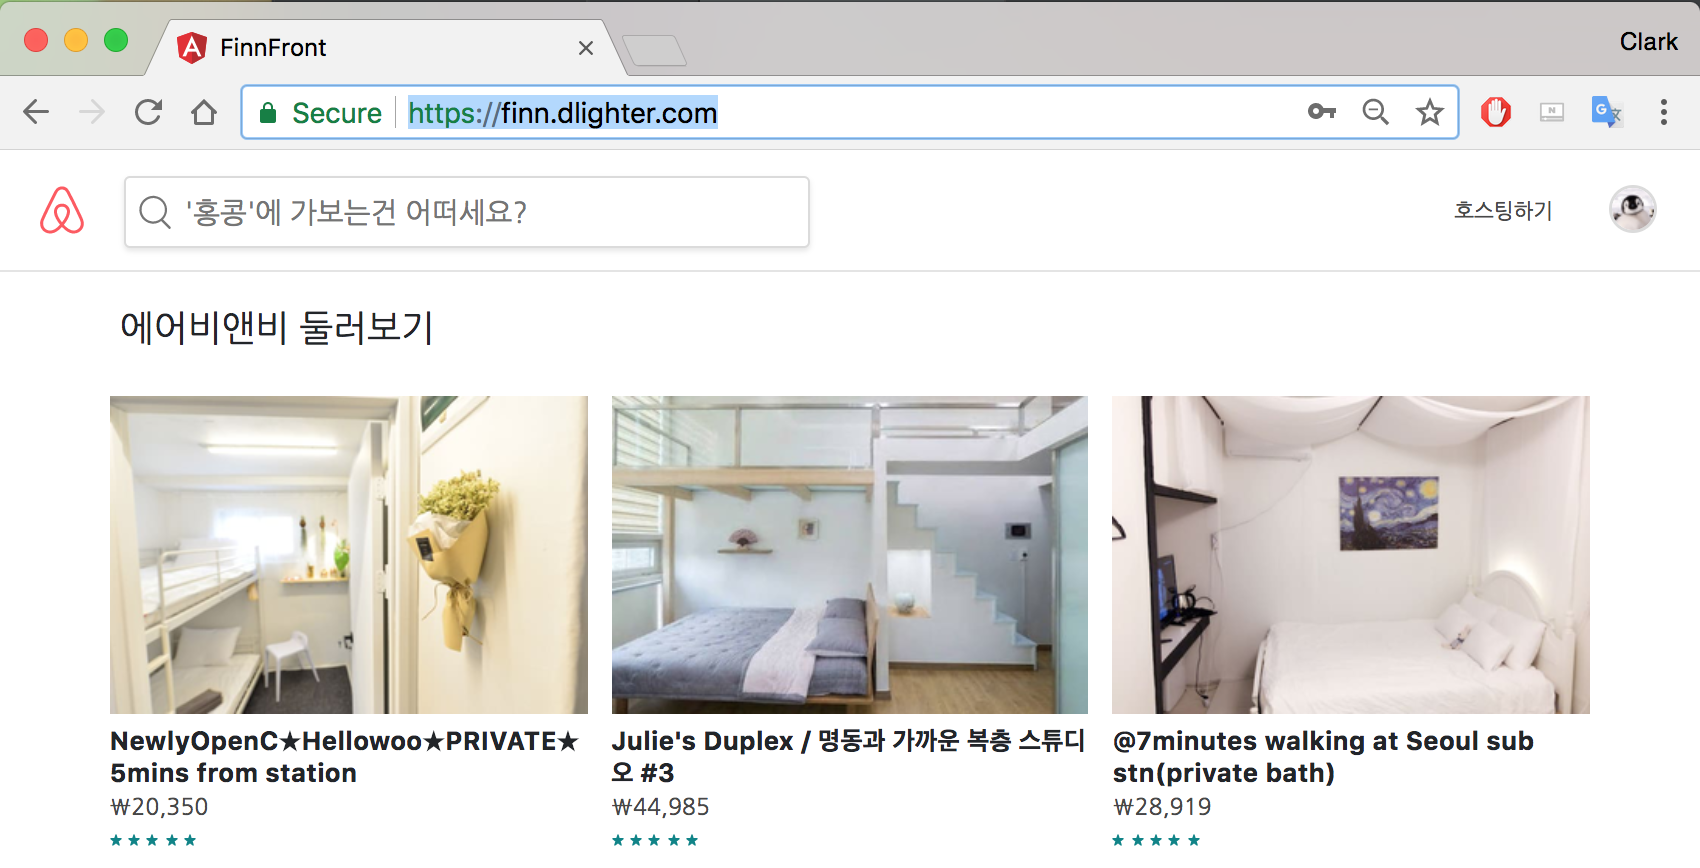 FinnFront
Clark
Secure https://finn.dlighter.com
'홍콩'에 가보는건 어떠세요?
호스팅하기
에어비앤비 둘러보기
NewlyOpenC★Hellowoo★PRIVATE★
5mins from station
₩20,350
★★★★★
Julie's Duplex / 명동과 가까운 복층 스튜디
오 #3
₩44,985
★★★★★
@7minutes walking at Seoul sub
stn(private bath)
₩28,919
★★★★★